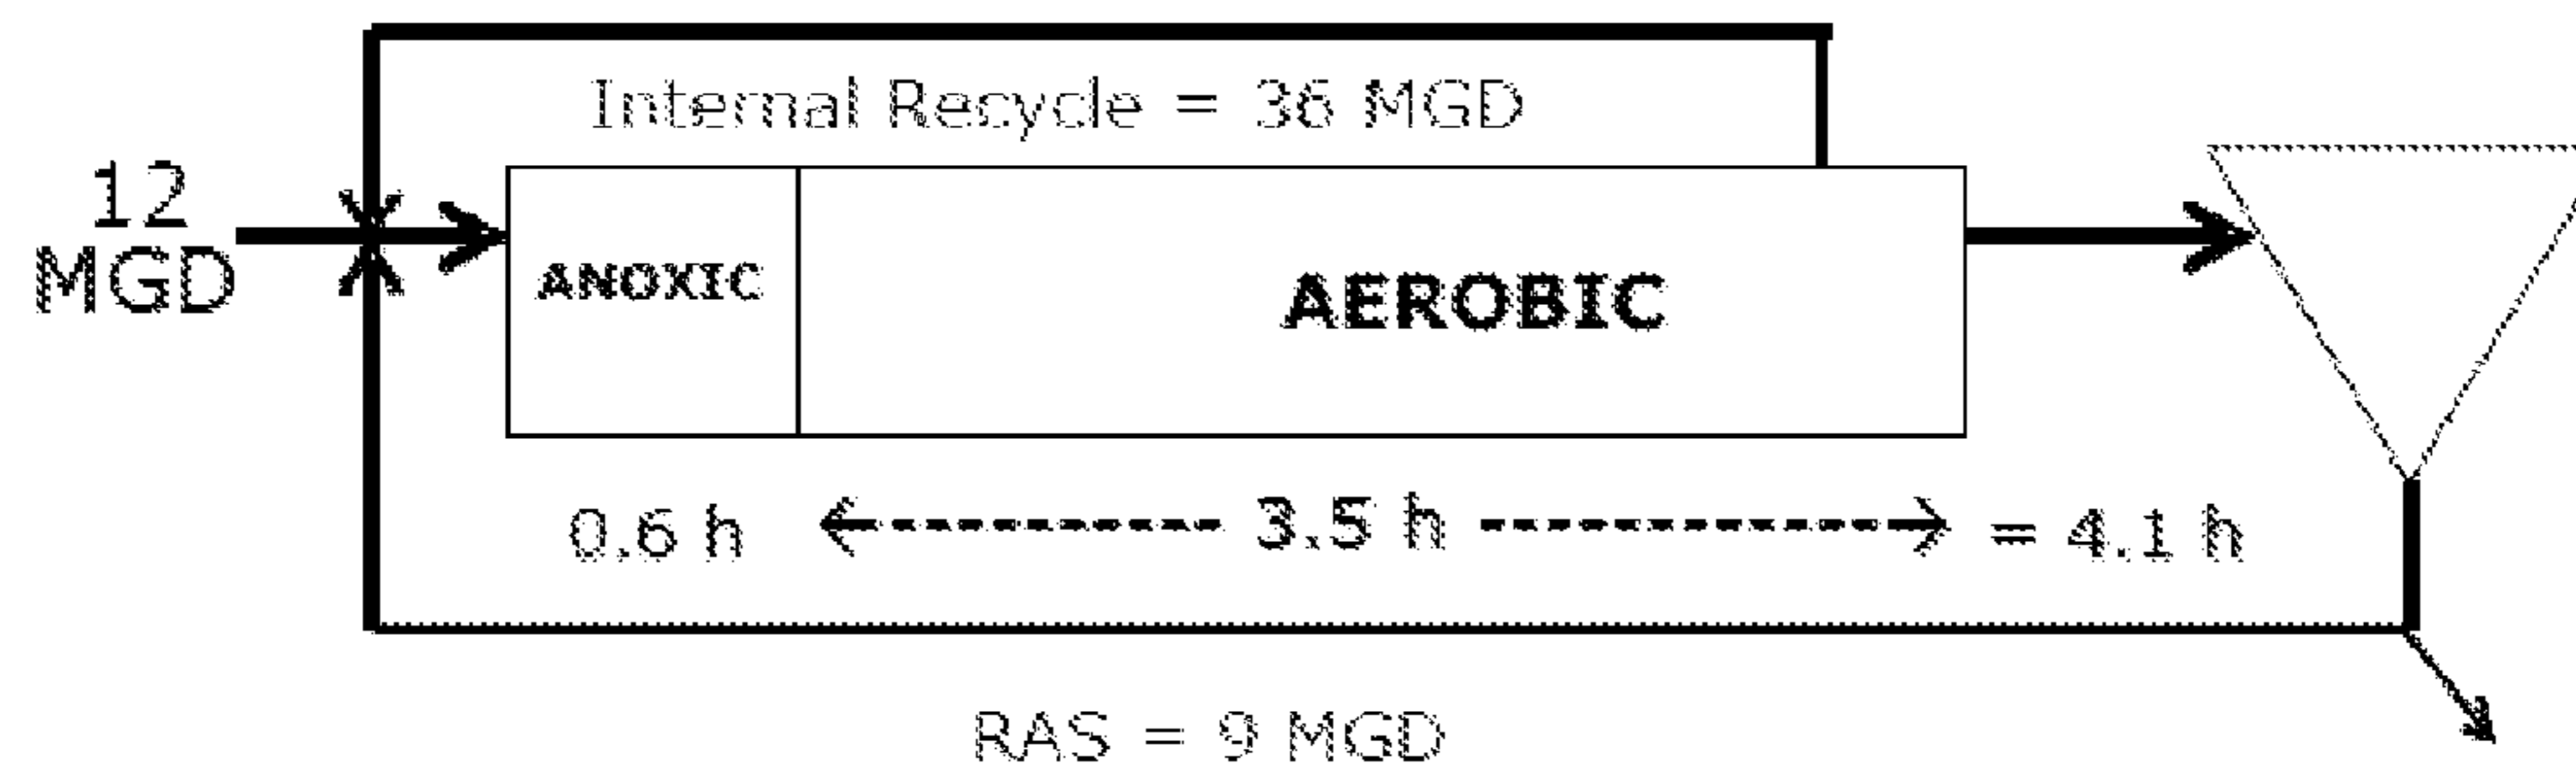 Internal Recycle = 36 MGD
12
MGD
ANOXIC
AEROBIC
0.6 h
3.5 h
= 4.1 h
RAS = 9 MGD